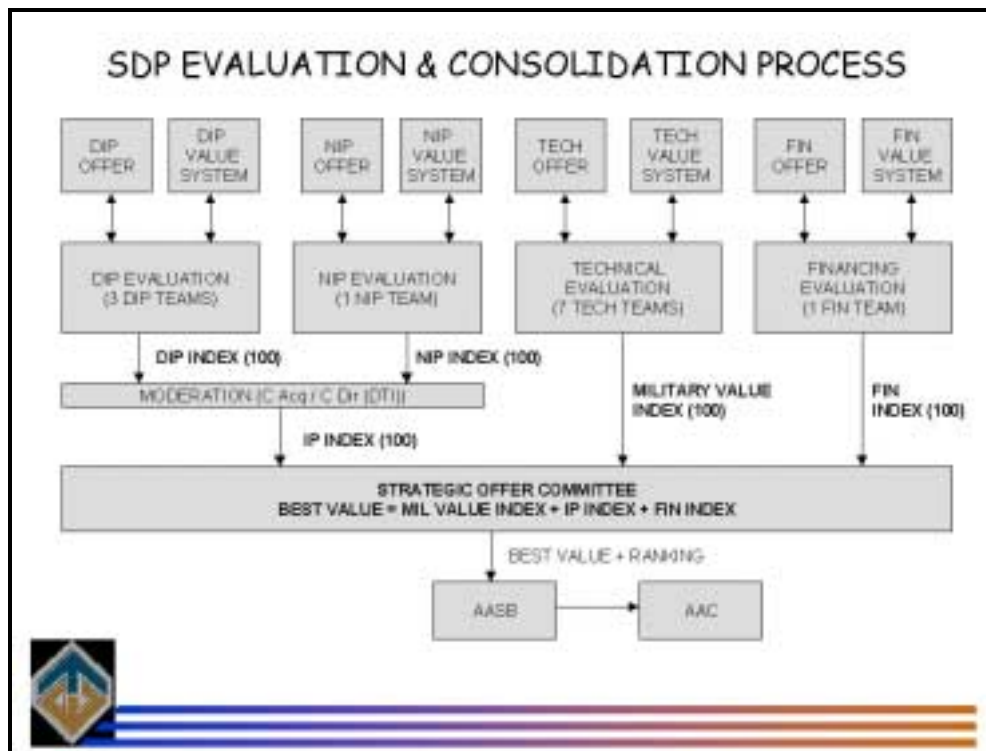 SDP EVALUATION & CONSOLIDATION PROCESS
DIP
OFFER
DIP
VALUE
SYSTEM
NIP
OFFER
NIP
VALUE
SYSTEM
TECH
OFFER
TECH
VALUE
SYSTEM
FIN
OFFER
FIN
VALUE
SYSTEM
DIP EVALUATION
(3 DIP TEAMS)
NIP EVALUATION
(1 NIP TEAM)
TECHNICAL
EVALUATION
(7 TECH TEAMS)
FINANCING
EVALUATION
(1 FIN TEAM)
DIP INDEX (100)
NIP INDEX (100)
MODERATION (C Acq / C Dir (DTI))
MILITARY VALUE
INDEX (100)
FIN
INDEX (100)
IP INDEX (100)
STRATEGIC OFFER COMMITTEE
BEST VALUE = MIL VALUE INDEX + IP INDEX + FIN INDEX
BEST VALUE + RANKING
AASB
AAC